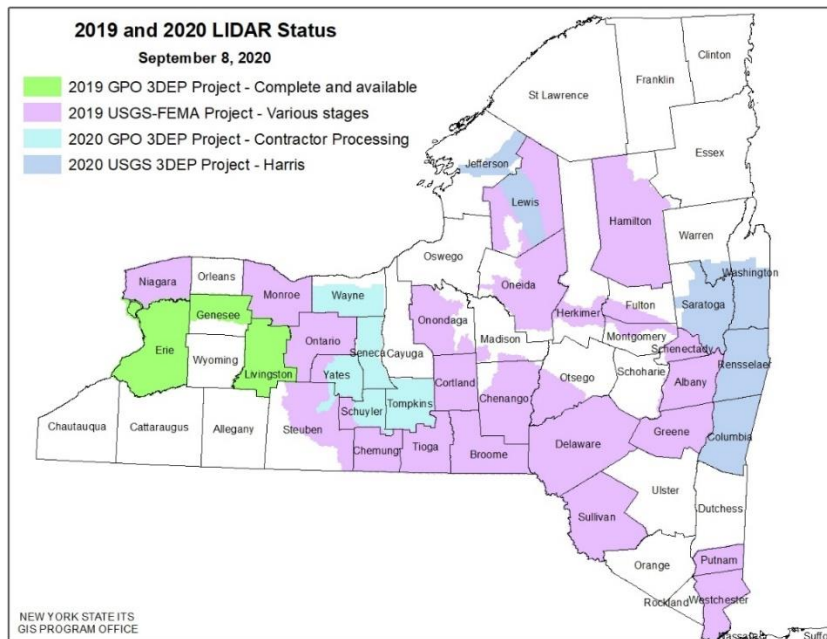 2019 and 2020 LIDAR Status
September 8, 2020
2019 GPO 3DEP Project - Complete and available
2019 USGS-FEMA Project - Various stages
2020 GPO 3DEP Project - Contractor Processing
2020 USGS 3DEP Project - Harris
Clinton
Franklin
St Lawrence
Essex
Jefferson
Lewis
Hamilton
Warren
Oswego
Washington
Oneida
Niagara
Orleans
Monroe
Wayne
Saratoga
Fulton
Herkimer
Genesee
Onondaga
Madison
Montgomery
Ontario
Seneca
Cayuga
Schenectady
Erie
Wyoming
Livingston
Yates
Otsego
Schoharie
Rensselaer
Albany
Cortland
Chenango
Tompkins
Schuyler
Chautauqua
Cattaraugus
Allegany
Steuben
Chemung
Tioga
Broome
Delaware
Greene
Columbia
Ulster
Dutchess
Sullivan
Orange
Putnam
Rockland
Westchester
NEW YORK STATE ITS
GIS PROGRAM OFFICE